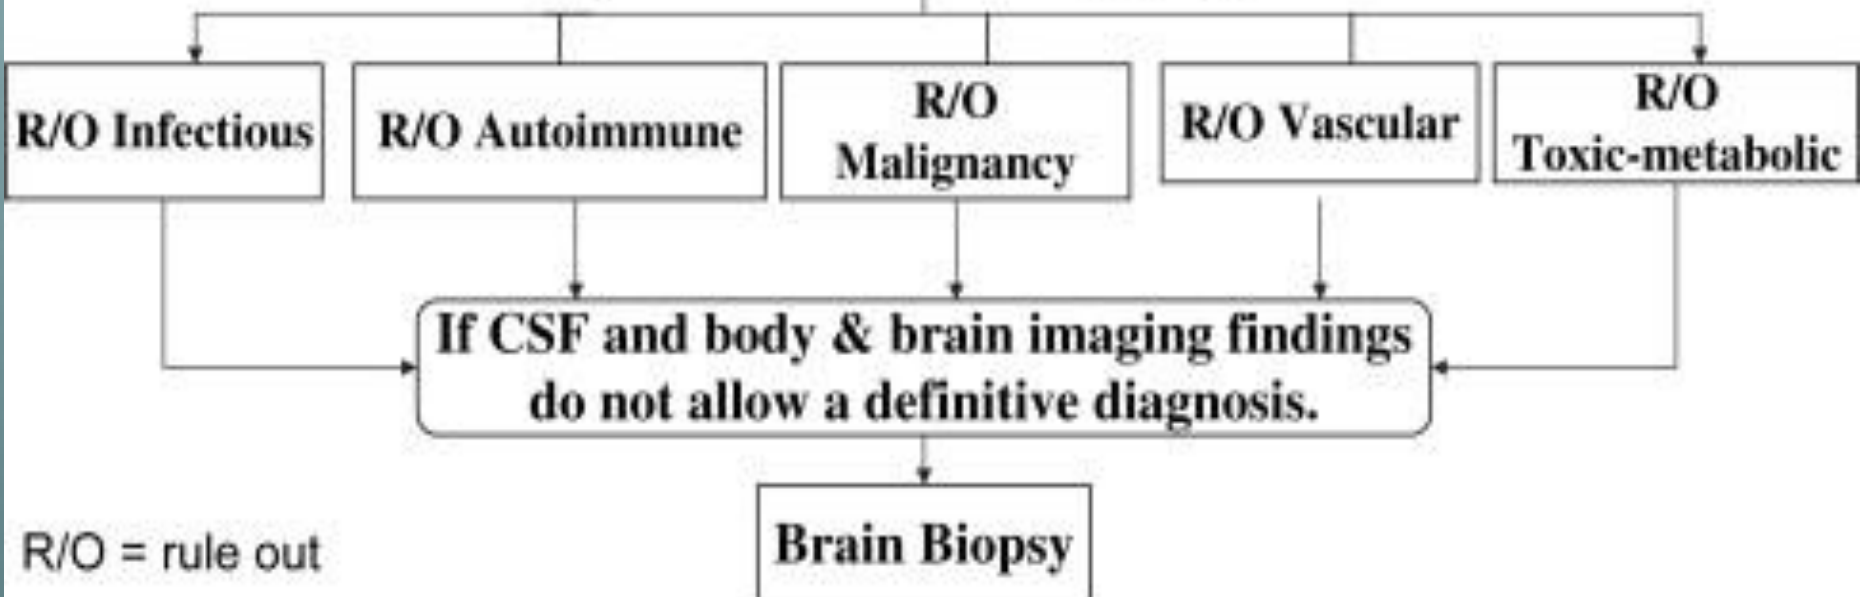 R/O Infectious
R/O Autoimmune
R/O
Malignancy
R/O Vascular
R/O
Toxic-metabolic
If CSF and body & brain imaging findings
do not allow a definitive diagnosis.
Brain Biopsy
R/O = rule out